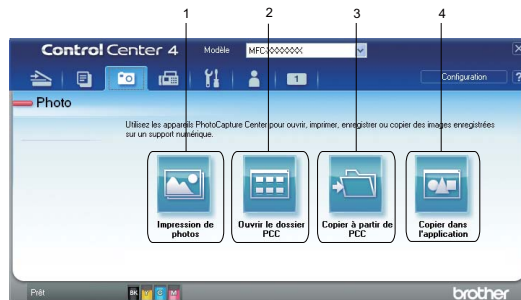 1 2 3 4
Control Center 4 Modèle MFC-XXXXXX
1 Configuration ?
Photo
Utilisez les appareils PhotoCapture Center pour ouvrir, imprimer, enregistrer ou copier des images enregistrées
sur un support numérique.
Impression de
photos
Ouvrir le dossier
PCC
Copier à partir de
PCC
Copier dans
l'application
Prêt BK Y C M brother